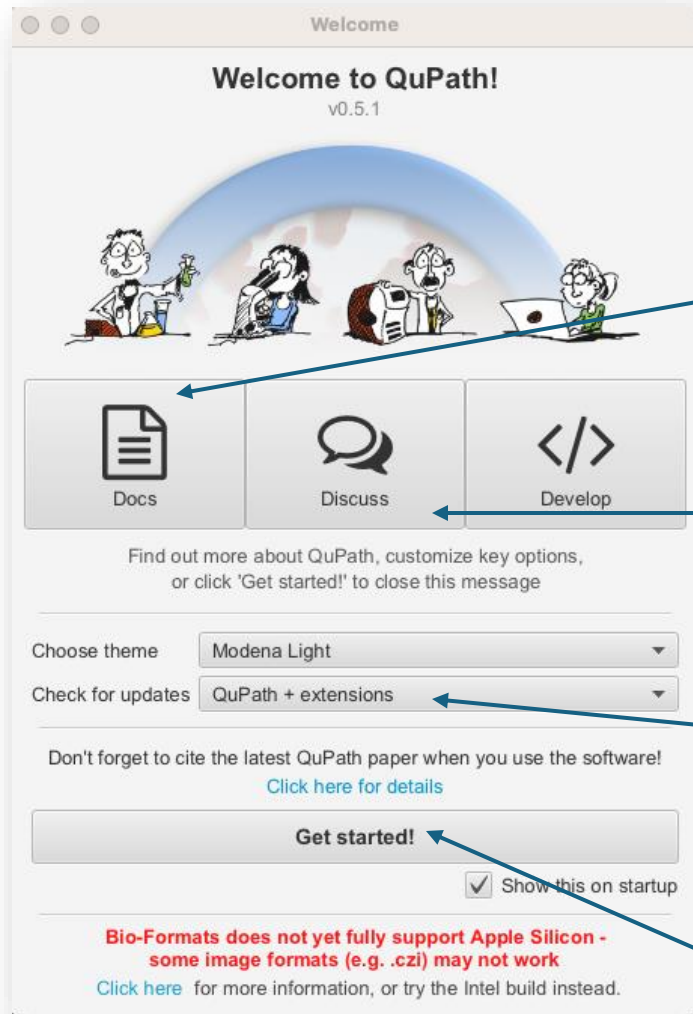 Welcome
Welcome to QuPath!
v0.5.1
Docs
Discuss
</>
Develop
Find out more about QuPath, customize key options,
or click 'Get started!' to close this message
Choose theme
Modena Light
Check for updates
QuPath + extensions
Don't forget to cite the latest QuPath paper when you use the software!
Click here for details
Get started!
Show this on startup
Bio-Formats does not yet fully support Apple Silicon -
some image formats (e.g. .czi) may not work
Click here for more information, or try the Intel build instead.